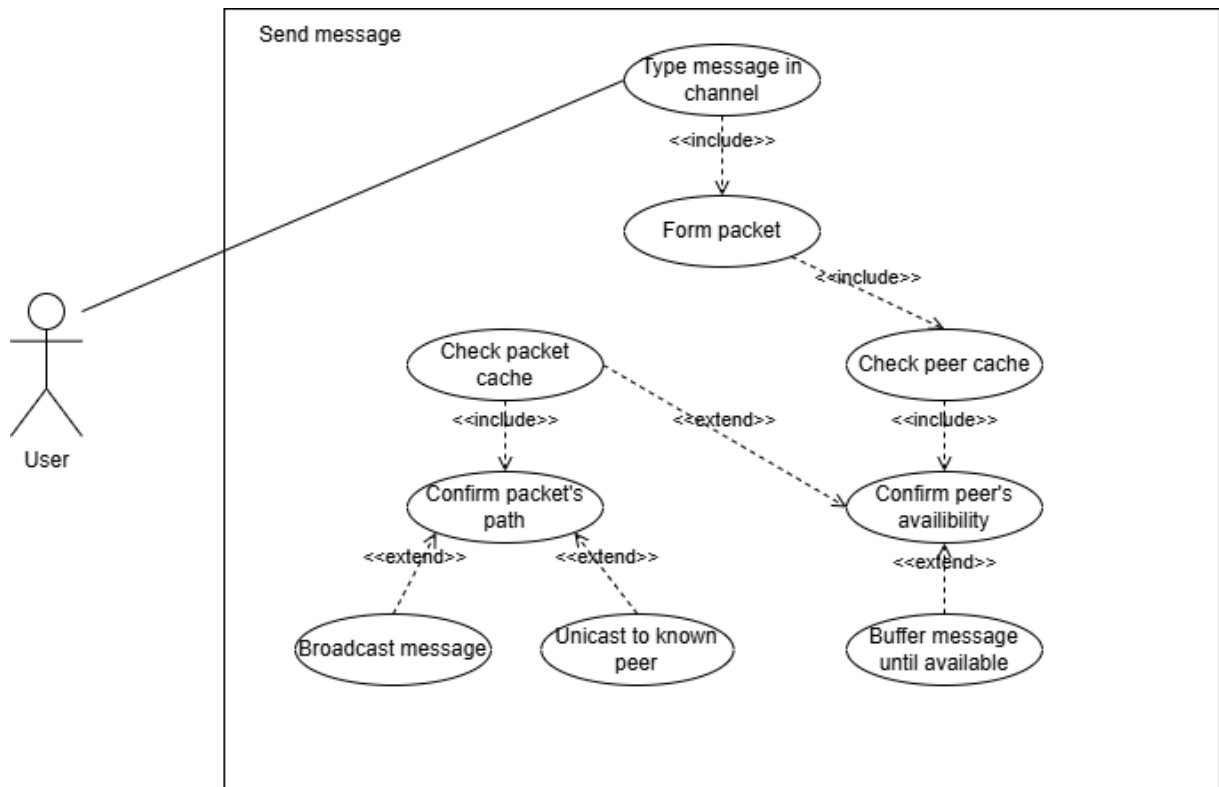 Send message
Type message in
channel
<<include>>
Form packet
<<include>>
Check packet
cache
Check peer cache
<<include>>
<<extend>>
<<include>>
User
Confirm packet's
path
Confirm peer's
availibility
<<extend>>
<<extend>>
<<extend>>
Broadcast message
Unicast to known
peer
Buffer message
until available